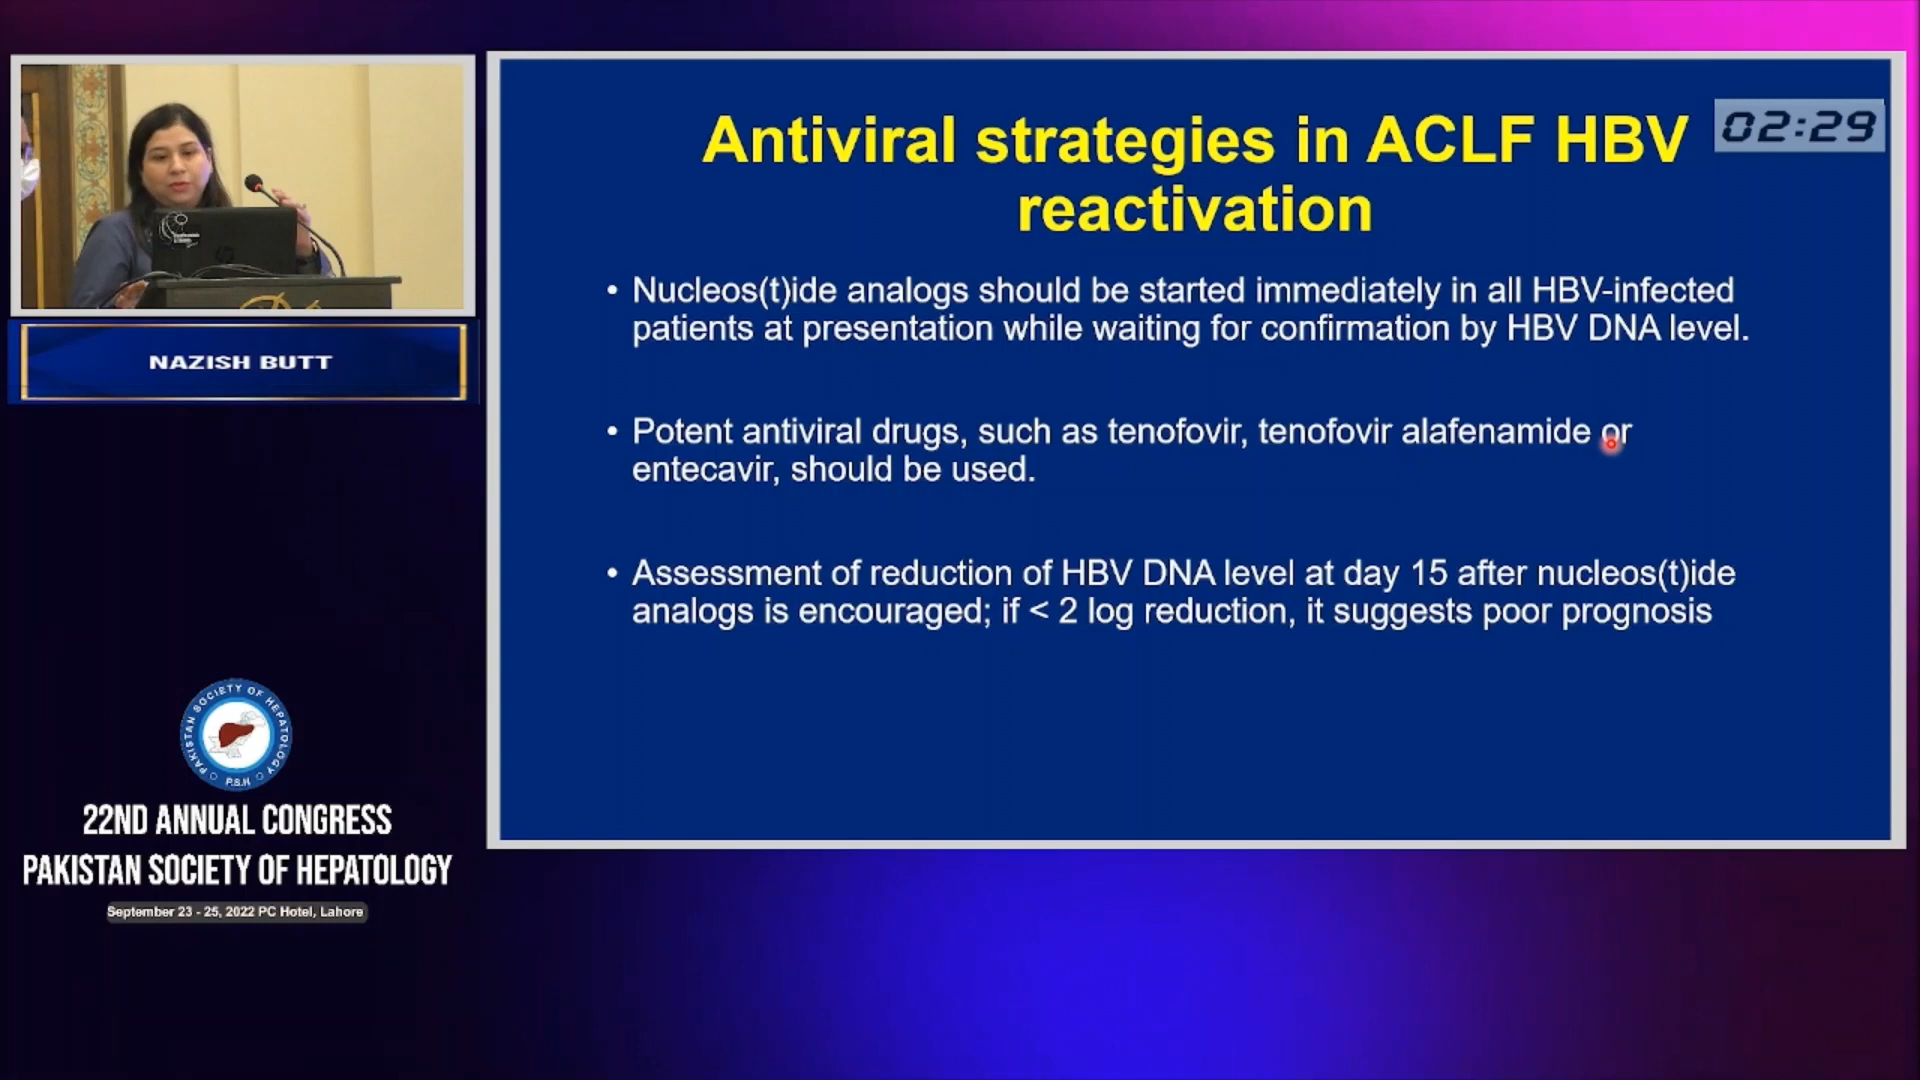 Antiviral strategies in ACLF HBV
reactivation
02:29
• Nucleos(t)ide analogs should be started immediately in all HBV-infected
patients at presentation while waiting for confirmation by HBV DNA level.
• Potent antiviral drugs, such as tenofovir, tenofovir alafenamide or
entecavir, should be used.
• Assessment of reduction of HBV DNA level at day 15 after nucleos(t)ide
analogs is encouraged; if < 2 log reduction, it suggests poor prognosis
NAZISH BUTT
PAKISTAN SOCIETY OF HEPATOLOGY
P.S.H
22ND ANNUAL CONGRESS
PAKISTAN SOCIETY OF HEPATOLOGY
September 23 - 25, 2022 PC Hotel, Lahore